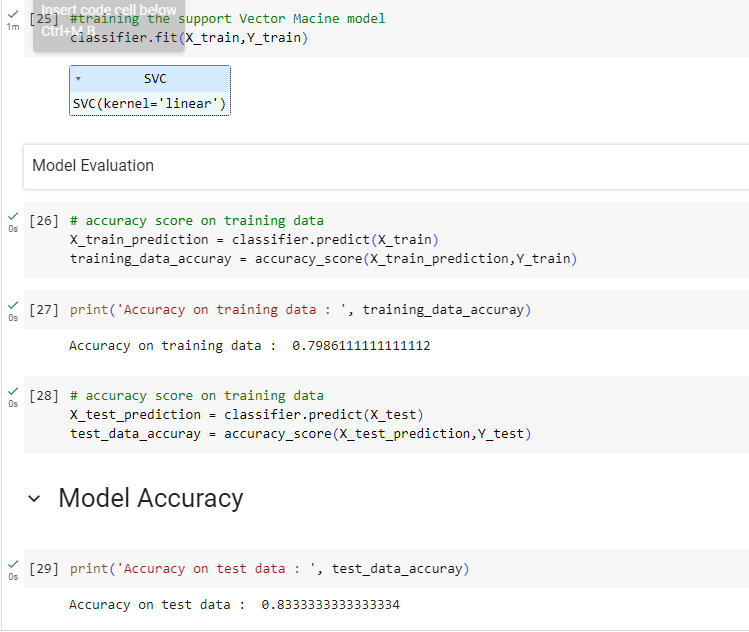 Insert code cell below
Ctrl+M B
[25] #training the support Vector Macine model
1m
classifier.fit(X_train,Y_train)
SVC
SVC(kernel='linear')
Model Evaluation
[26] # accuracy score on training data
0s
X_train_prediction = classifier.predict(X_train)
training_data_accuray = accuracy_score(X_train_prediction,Y_train)
[27] print('Accuracy on training data : ', training_data_accuray)
0s
Accuracy on training data :  0.7986111111111112
[28] # accuracy score on training data
0s
X_test_prediction = classifier.predict(X_test)
test_data_accuray = accuracy_score(X_test_prediction,Y_test)
Model Accuracy
[29] print('Accuracy on test data : ', test_data_accuray)
0s
Accuracy on test data :  0.8333333333333334